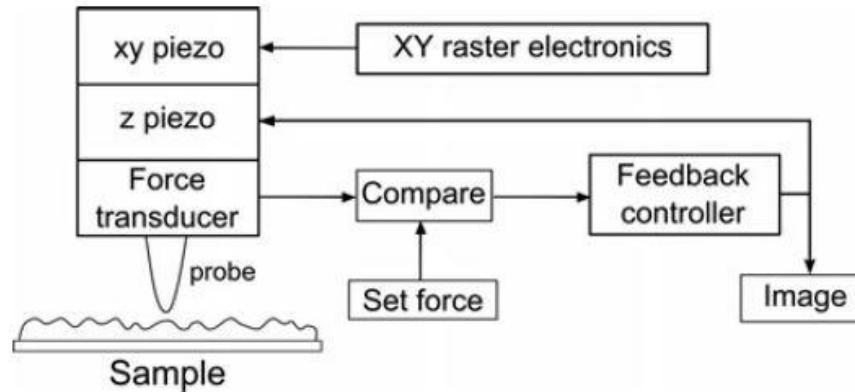 xy piezo
XY raster electronics
z piezo
Force
transducer
Compare
Feedback
controller
probe
Set force
Image
Sample